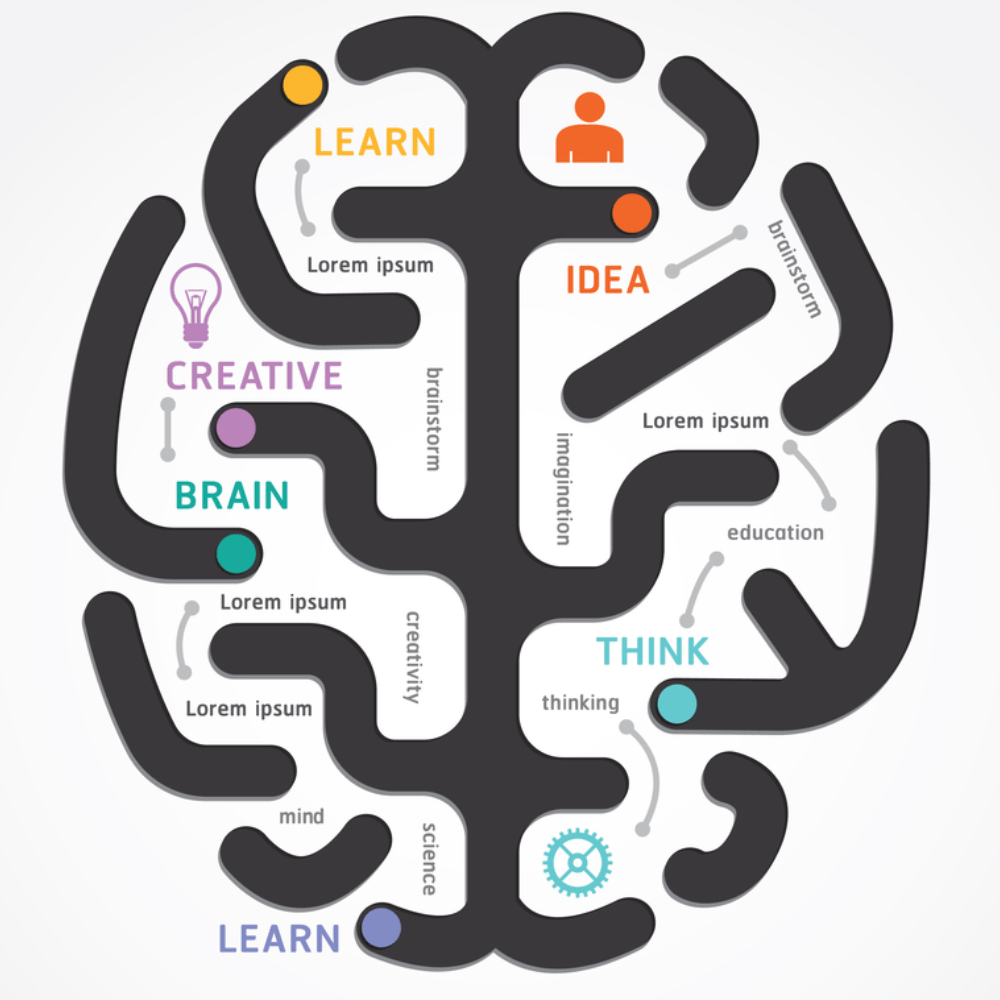 LEARN
Lorem ipsum
IDEA
brainstorm
CREATIVE
brainstorm
Lorem ipsum
imagination
BRAIN
education
Lorem ipsum
creativity
THINK
thinking
Lorem ipsum
mind
science
LEARN